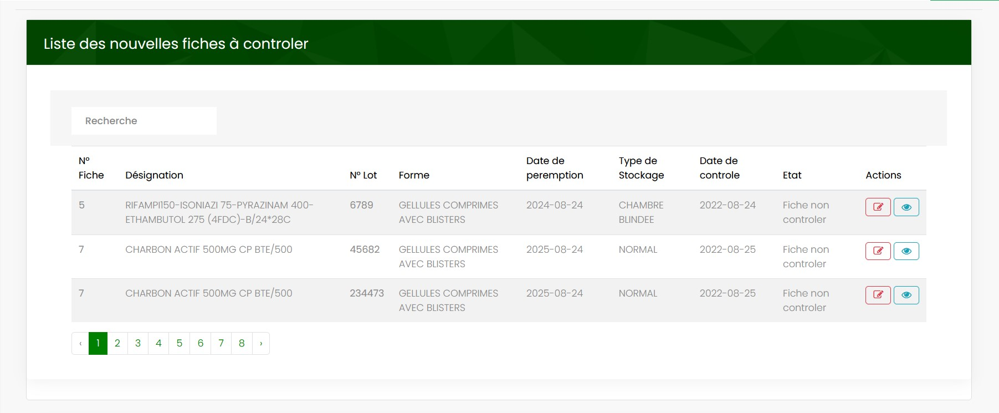 Liste des nouvelles fiches à controler
Recherche
N° Fiche Désignation N° Lot Forme Date de peremption Type de Stockage Date de controle Etat Actions
5 RIFAMPI150-ISONIAZI 75-PYRAZINAM 400- 6789 GELLULES COMPRIMES 2024-08-24 CHAMBRE 2022-08-24 Fiche non
ETHAMBUTOL 275 (4FDC)-B/24*28C AVEC BLISTERS BLINDEE controler
7 CHARBON ACTIF 500MG CP BTE/500 45682 GELLULES COMPRIMES 2025-08-24 NORMAL 2022-08-25 Fiche non
AVEC BLISTERS controler
7 CHARBON ACTIF 500MG CP BTE/500 234473 GELLULES COMPRIMES 2025-08-24 NORMAL 2022-08-25 Fiche non
AVEC BLISTERS controler
‹ 1 2 3 4 5 6 7 8 ›